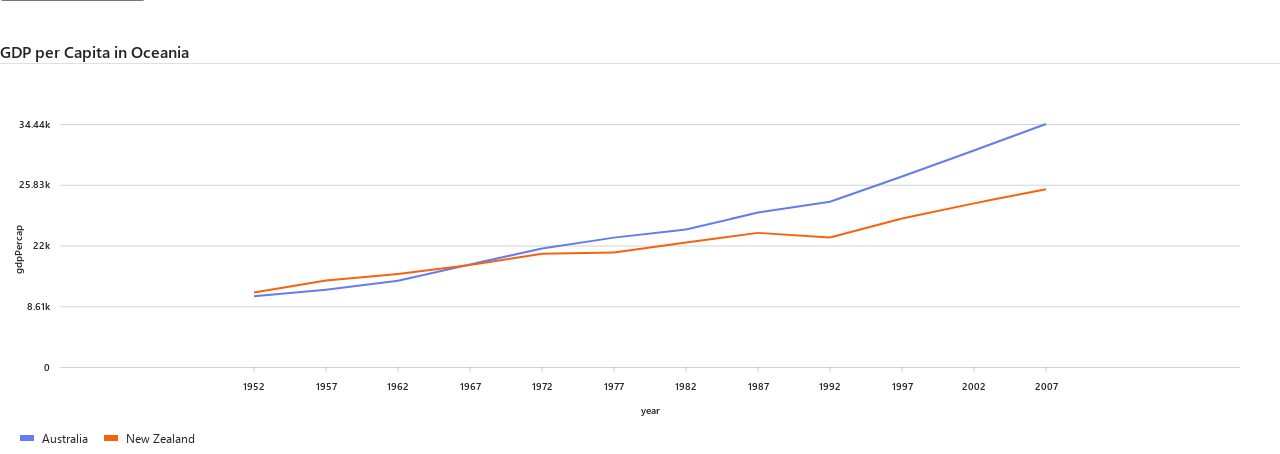 GDP per Capita in Oceania
34.44k
25.83k
22k
8.61k
0
gdpPercap
1952 1957 1962 1967 1972 1977 1982 1987 1992 1997 2002 2007
year
Australia New Zealand